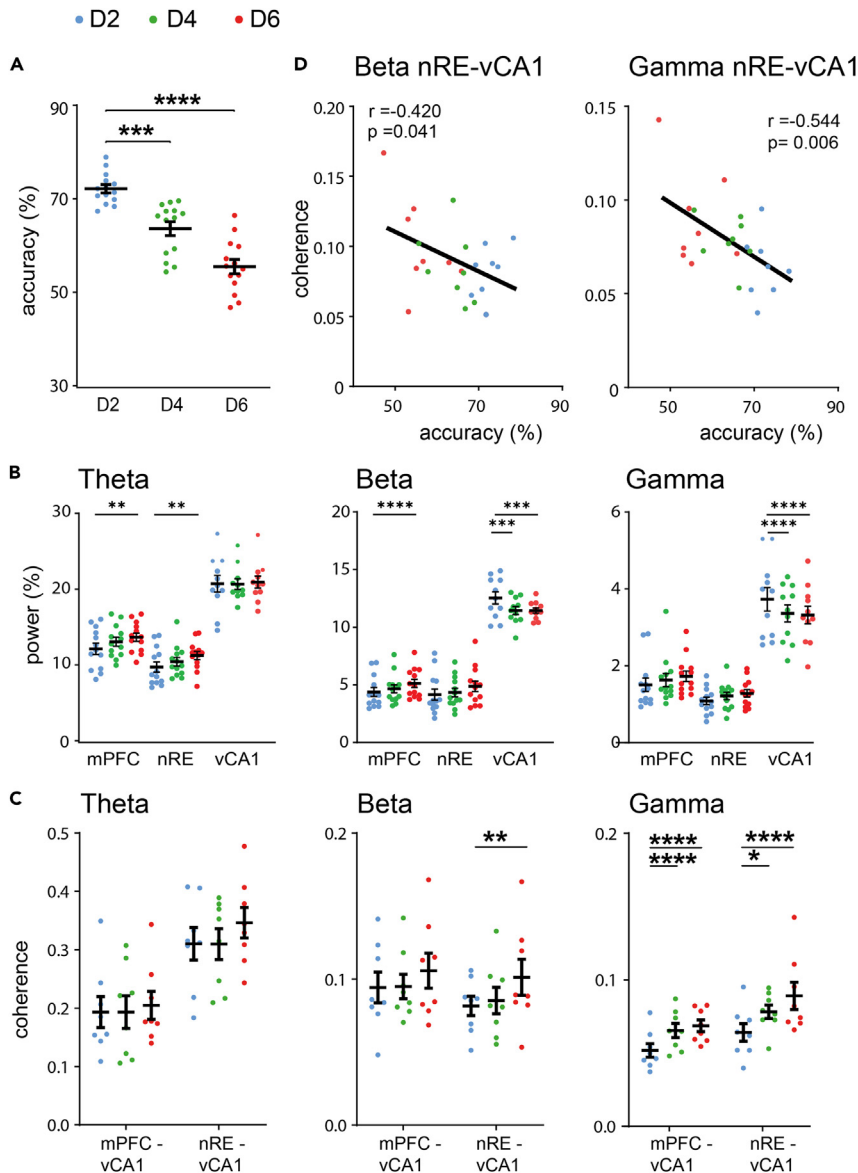 D2 D4 D6
A
90
70
50
30
accuracy (%)
****
***
D2 D4 D6
D
Beta nRE-vCA1
0.20
0.15
0.10
0.05
0
coherence
r =-0.420
p =0.041
50 70 90
accuracy (%)
Gamma nRE-vCA1
0.15
0.10
0.05
0
r =-0.544
p= 0.006
50 70 90
accuracy (%)
B
Theta
30
20
10
0
power (%)
** **
mPFC nRE vCA1
Beta
20
15
10
5
0
****
***
***
mPFC nRE vCA1
Gamma
6
4
2
0
****
****
mPFC nRE vCA1
C
Theta
0.5
0.4
0.3
0.2
0.1
0.0
coherence
mPFC - nRE -
vCA1 vCA1
Beta
0.2
0.1
0.0
**
mPFC - nRE -
vCA1 vCA1
Gamma
0.2
0.1
0.0
**** ****
**** *
mPFC - nRE -
vCA1 vCA1